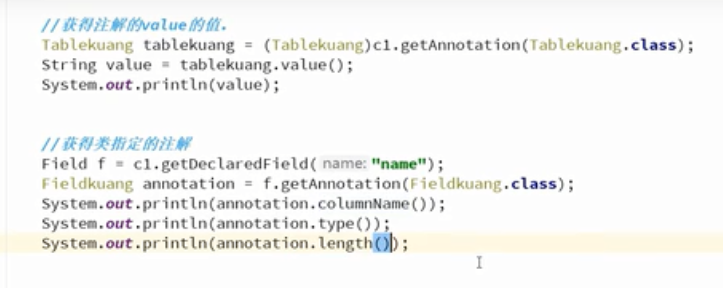 //获得注解的value的值.
Tablekuang tablekuang = (Tablekuang)c1.getAnnotation(Tablekuang.class);
String value = tablekuang.value();
System.out.println(value);
//获得类指定的注解
Field f = c1.getDeclaredField( name: "name");
Fieldkuang annotation = f.getAnnotation(Fieldkuang.class);
System.out.println(annotation.columnName());
System.out.println(annotation.type());
System.out.println(annotation.length());